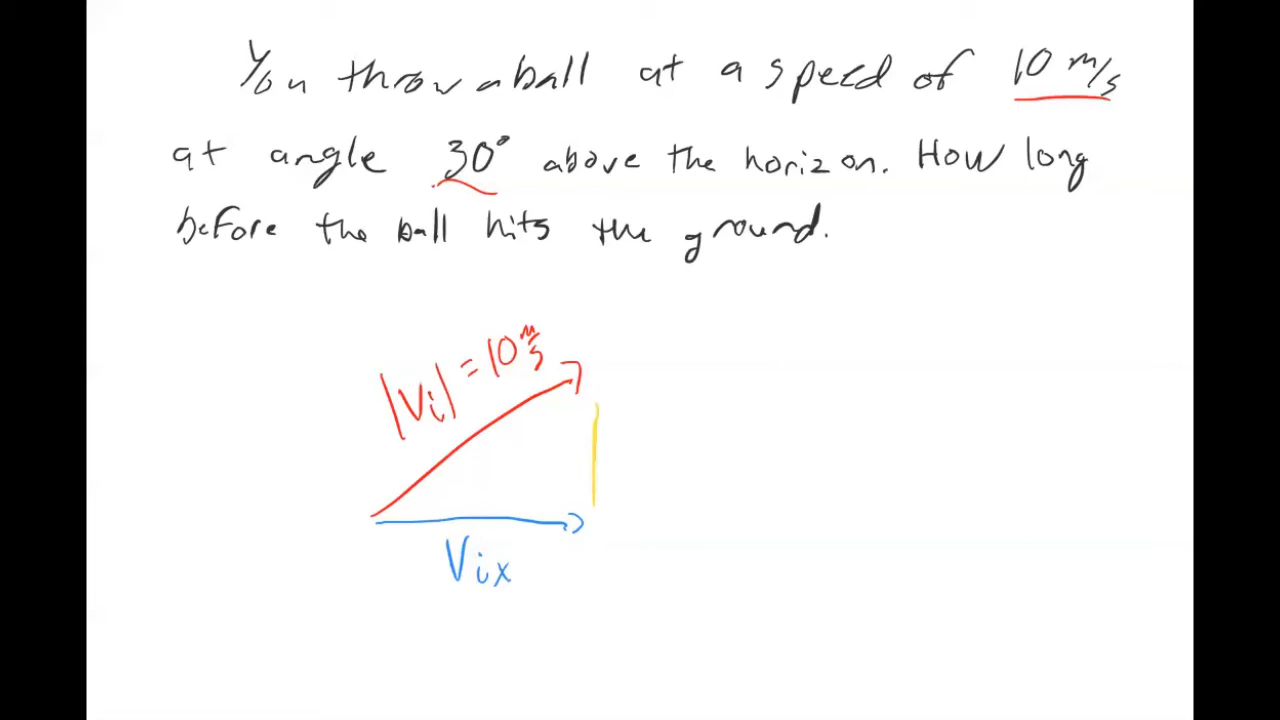 You throw a ball at a speed of 10 m/s
at angle 30° above the horizon. How long
before the ball hits the ground.
|Vi| = 10 m/s
Vix